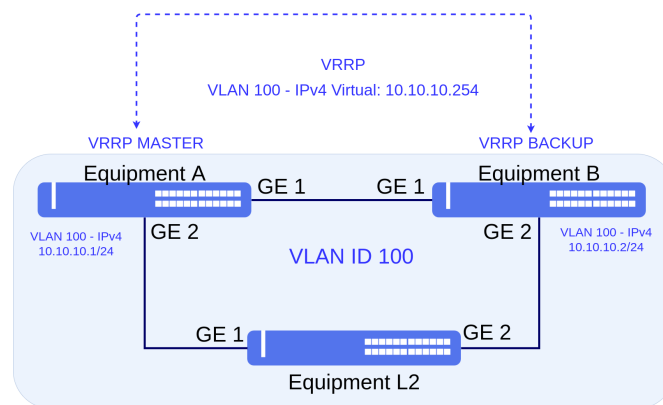 VRRP
VLAN 100 - IPv4 Virtual: 10.10.10.254
VRRP MASTER
VRRP BACKUP
Equipment A
Equipment B
GE 1
GE 1
VLAN 100 - IPv4
10.10.10.1/24
GE 2
GE 2
VLAN 100 - IPv4
10.10.10.2/24
VLAN ID 100
GE 1
GE 2
Equipment L2